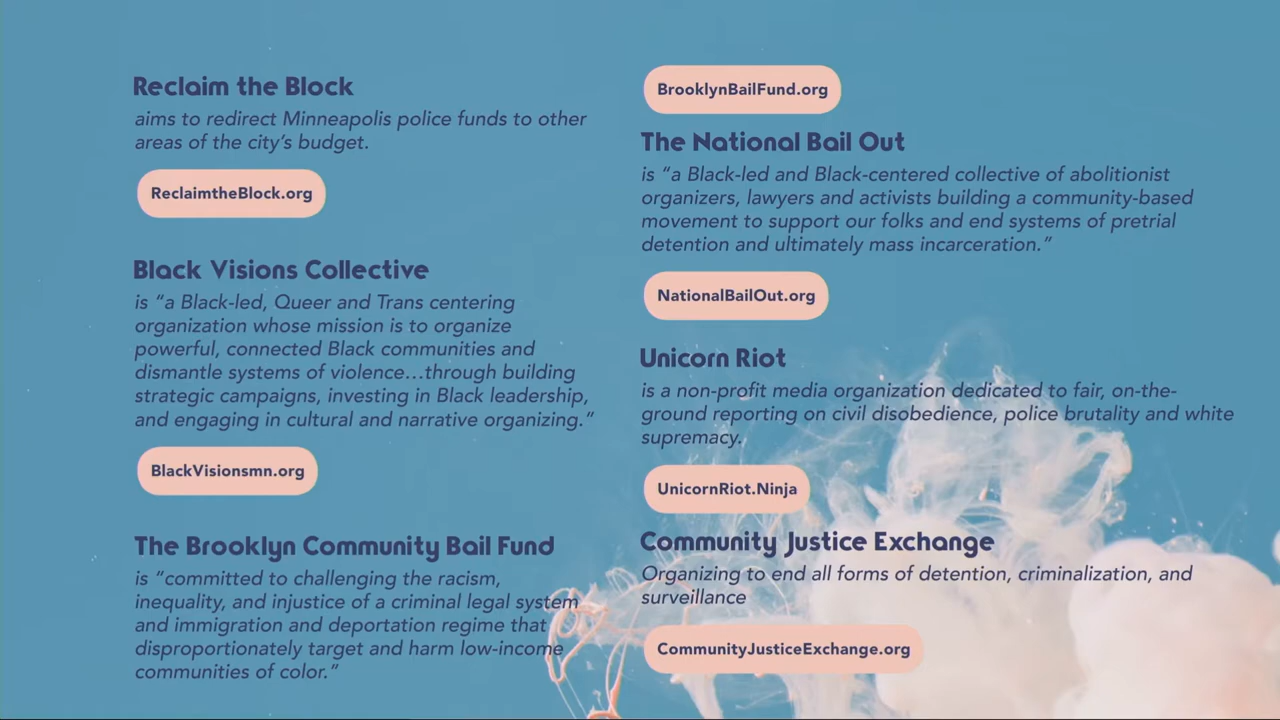 Reclaim the Block
aims to redirect Minneapolis police funds to other
areas of the city's budget.
ReclaimtheBlock.org
Black Visions Collective
is “a Black-led, Queer and Trans centering
organization whose mission is to organize
powerful, connected Black communities and
dismantle systems of violence...through building
strategic campaigns, investing in Black leadership,
and engaging in cultural and narrative organizing.”
BlackVisionsmn.org
The Brooklyn Community Bail Fund
is “committed to challenging the racism,
inequality, and injustice of a criminal legal system
and immigration and deportation regime that
disproportionately target and harm low-income
communities of color.”
BrooklynBailFund.org
The National Bail Out
is “a Black-led and Black-centered collective of abolitionist
organizers, lawyers and activists building a community-based
movement to support our folks and end systems of pretrial
detention and ultimately mass incarceration.”
NationalBailOut.org
Unicorn Riot
is a non-profit media organization dedicated to fair, on-the-
ground reporting on civil disobedience, police brutality and white
supremacy.
UnicornRiot.Ninja
Community Justice Exchange
Organizing to end all forms of detention, criminalization, and
surveillance
CommunityJusticeExchange.org